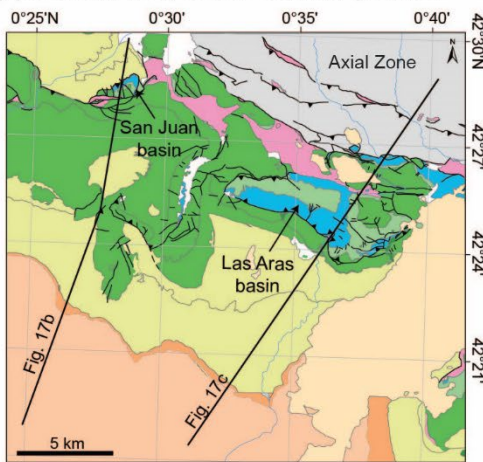 0°25'N 0°30' 0°35' 0°40'
42°30'N
N
Axial Zone
42°27'
San Juan
basin
Las Aras
basin
42°24'
Fig. 17b
Fig. 17c
42°21'
5 km